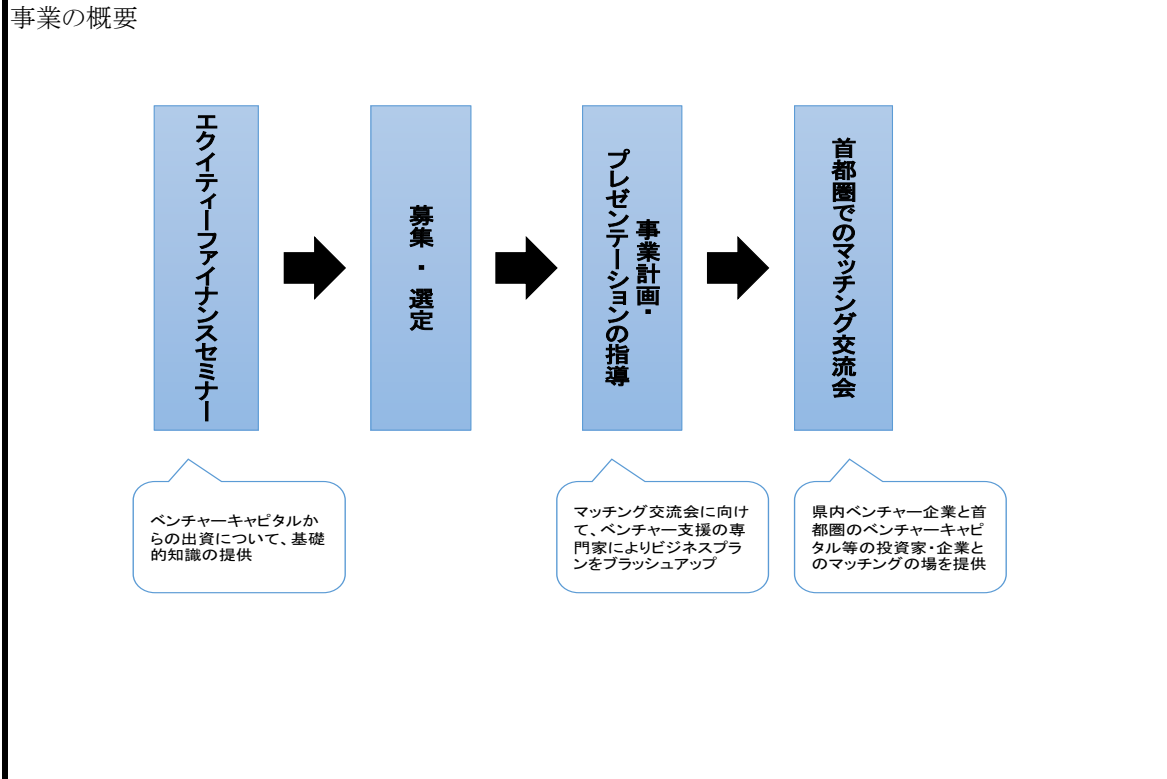 事業の概要
エクイティーファイナンスセミナー
募集・選定
事業計画・
プレゼンテーションの指導
首都圏でのマッチング交流会
ベンチャーキャピタルか
らの出資について、基礎
的知識の提供
マッチング交流会に向け
て、ベンチャー支援の専
門家によりビジネスプラ
ンをブラッシュアップ
県内ベンチャー企業と首
都圏のベンチャーキャピ
タル等の投資家・企業と
のマッチングの場を提供